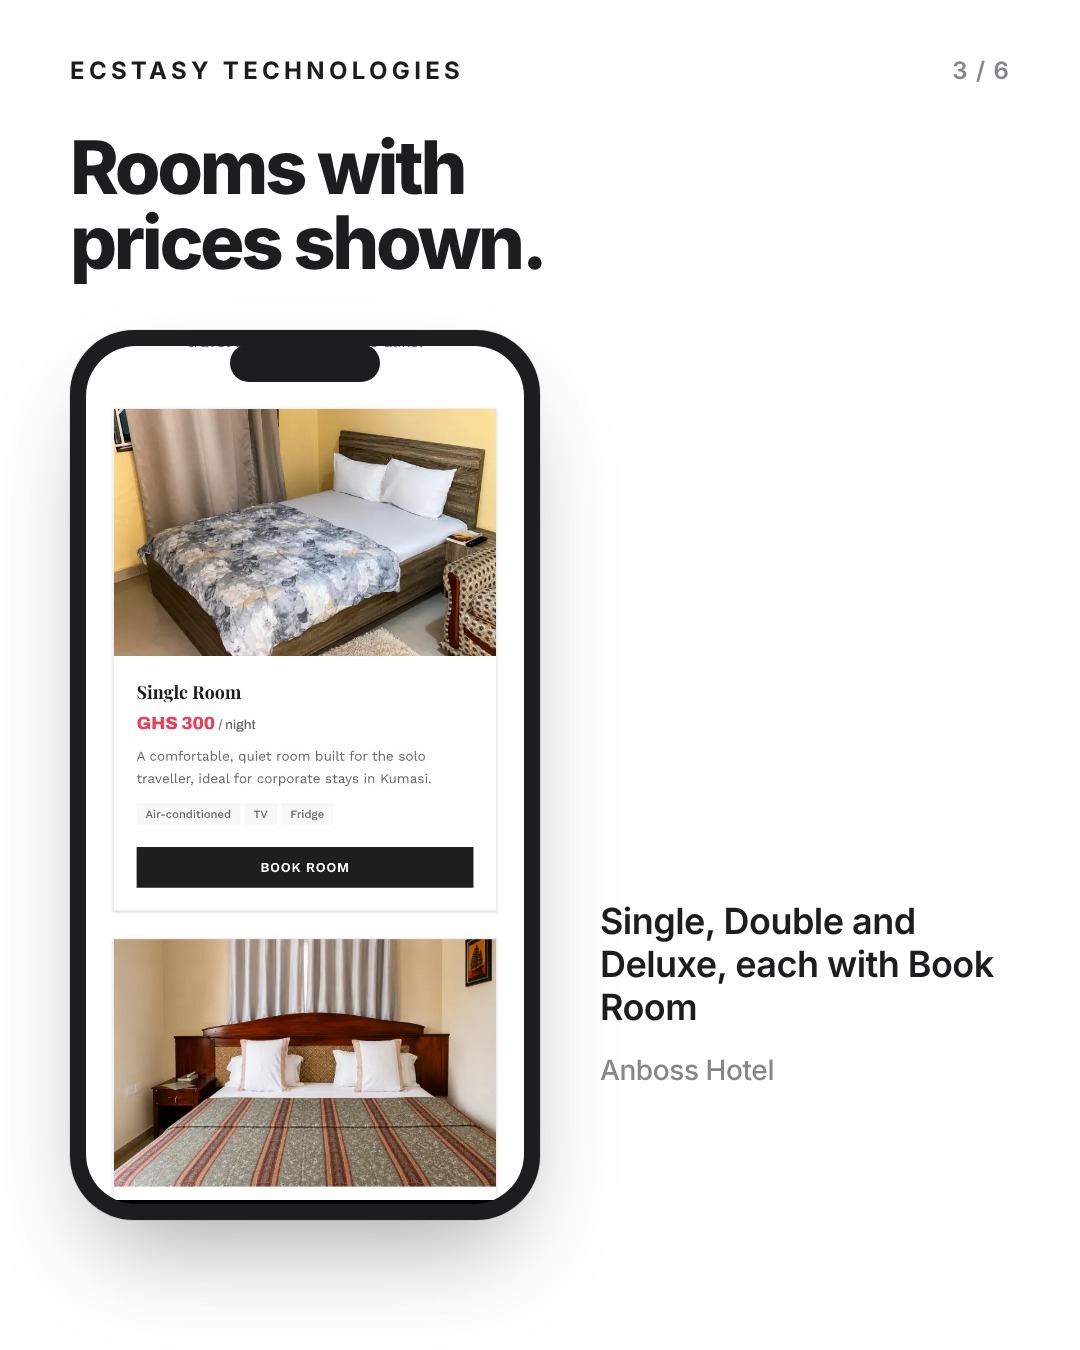 ECSTASY TECHNOLOGIES
3 / 6
Rooms with
prices shown.
Single Room
GHS 300 / night
A comfortable, quiet room built for the solo
traveller, ideal for corporate stays in Kumasi.
Air-conditioned TV Fridge
BOOK ROOM
Single, Double and
Deluxe, each with Book
Room
Anboss Hotel